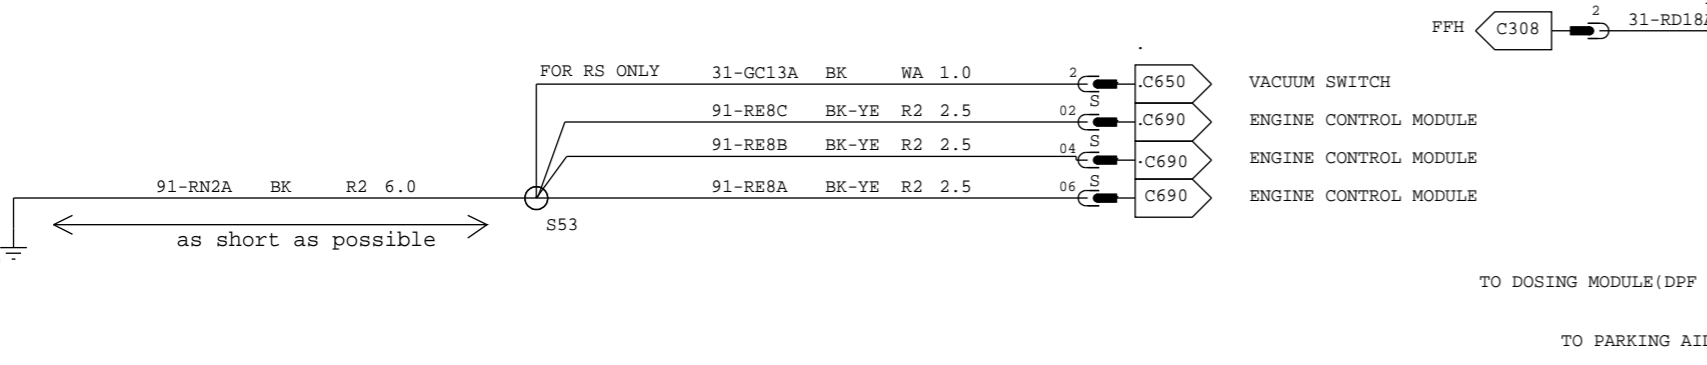 FFH C308 2 31-RD18A
FOR RS ONLY 31-GC13A BK WA 1.0 2 .C650 VACUUM SWITCH
91-RE8C BK-YE R2 2.5 02 S .C690 ENGINE CONTROL MODULE
91-RE8B BK-YE R2 2.5 04 S .C690 ENGINE CONTROL MODULE
91-RN2A BK R2 6.0 91-RE8A BK-YE R2 2.5 06 S C690 ENGINE CONTROL MODULE
S53
as short as possible
TO DOSING MODULE(DPF
TO PARKING AID